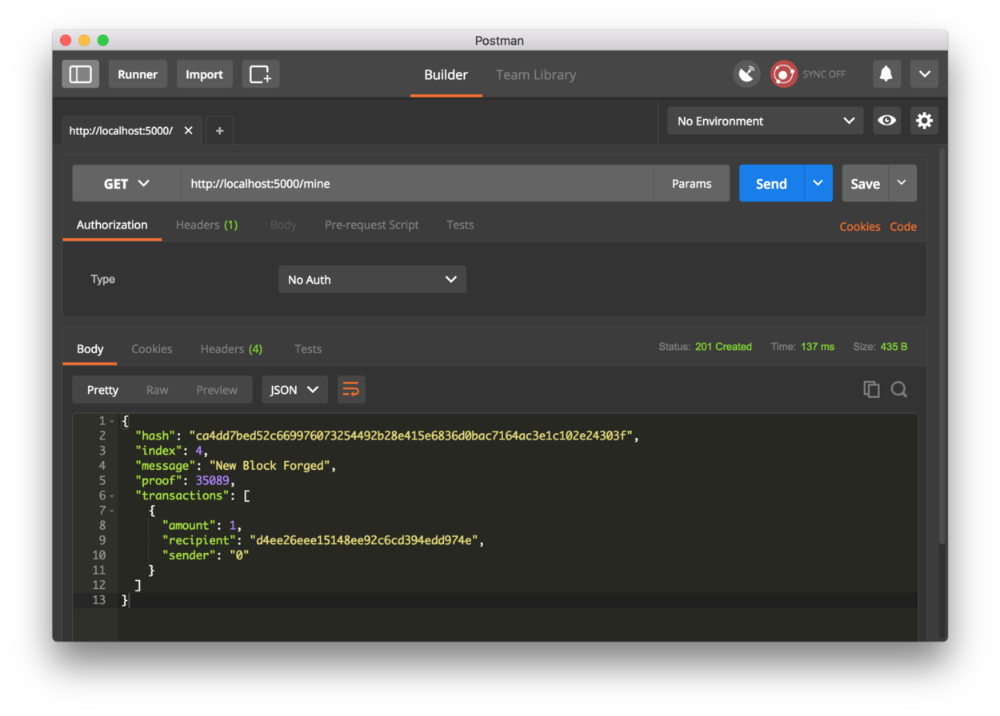 Postman
Runner Import Builder Team Library SYNC OFF
http://localhost:5000/ No Environment
GET http://localhost:5000/mine Params Send Save
Authorization Headers (1) Body Pre-request Script Tests Cookies Code
Type No Auth
Body Cookies Headers (4) Tests Status: 201 Created Time: 137 ms Size: 435 B
Pretty Raw Preview JSON
1 {
2 "hash": "ca4dd7bed52c669976073254492b28e415e6836d0bac7164ac3e1c102e24303f",
3 "index": 4,
4 "message": "New Block Forged",
5 "proof": 35089,
6 "transactions": [
7 {
8 "amount": 1,
9 "recipient": "d4ee26eee15148ee92c6cd394edd974e",
10 "sender": "0"
11 }
12 ]
13 }